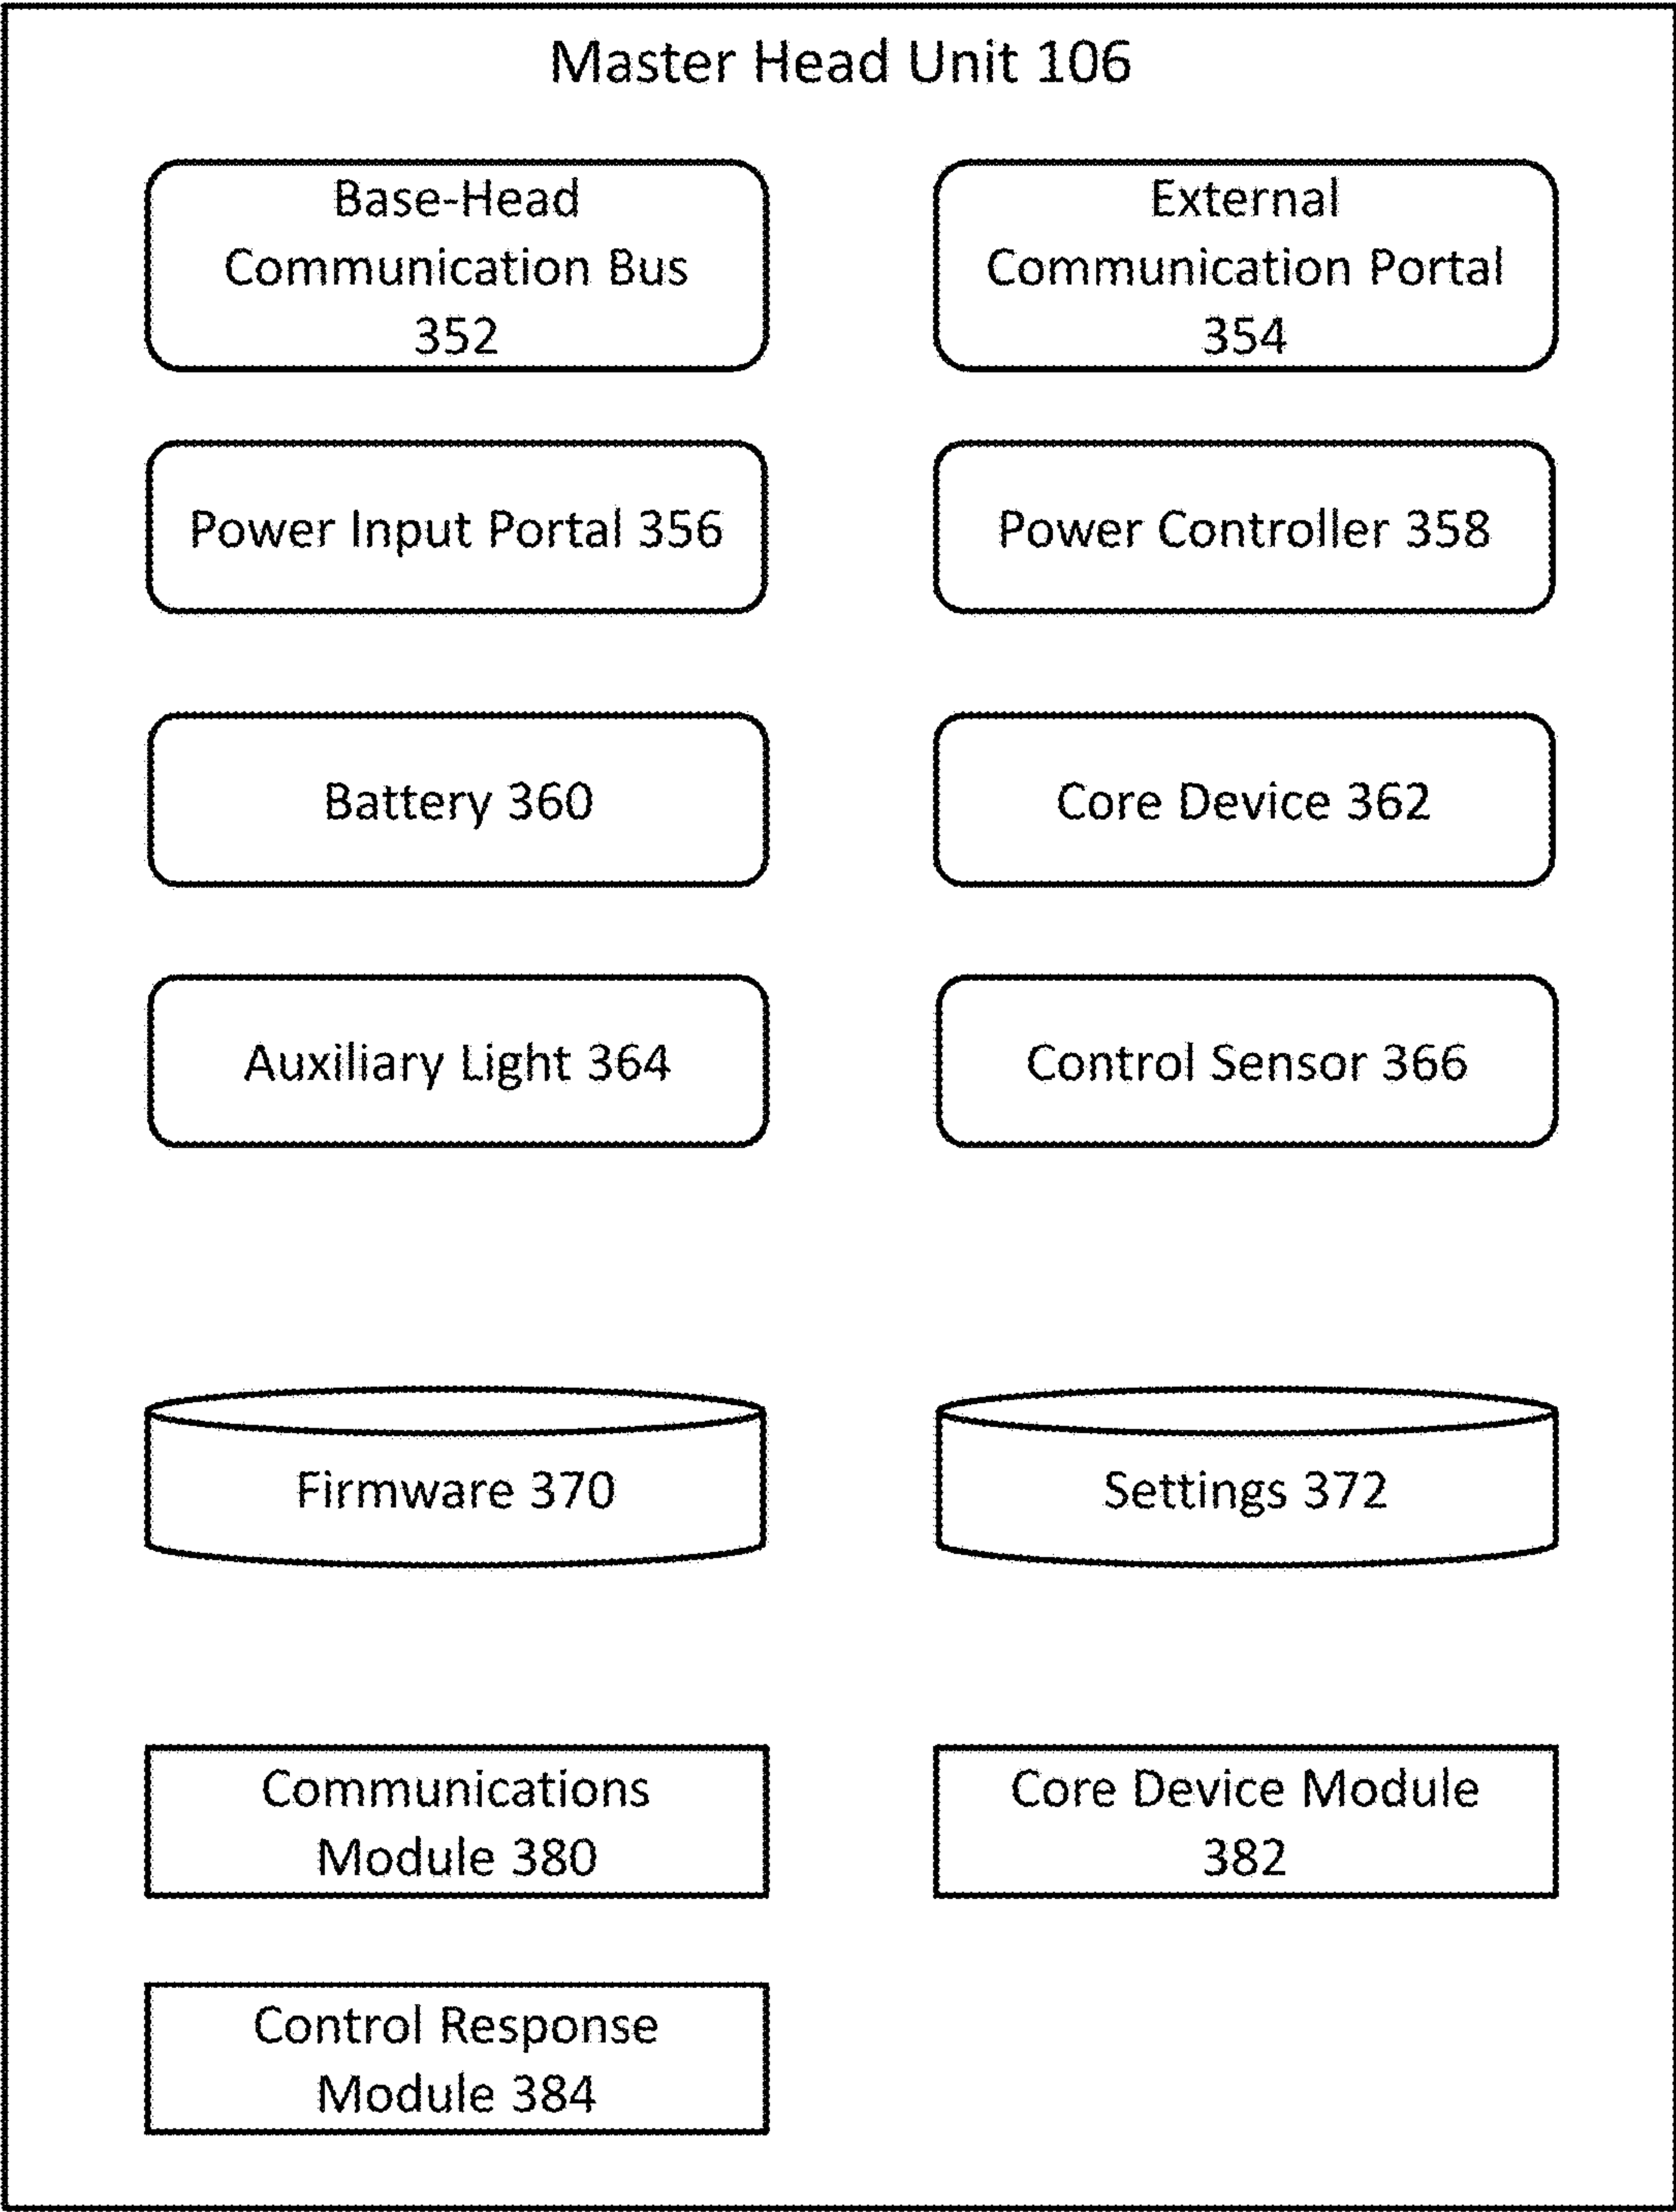 Master Head Unit 106
Base-Head
Communication Bus
352
External
Communication Portal
354
Power Input Portal 356
Power Controller 358
Battery 360
Core Device 362
Auxiliary Light 364
Control Sensor 366
Firmware 370
Settings 372
Communications
Module 380
Core Device Module
382
Control Response
Module 384